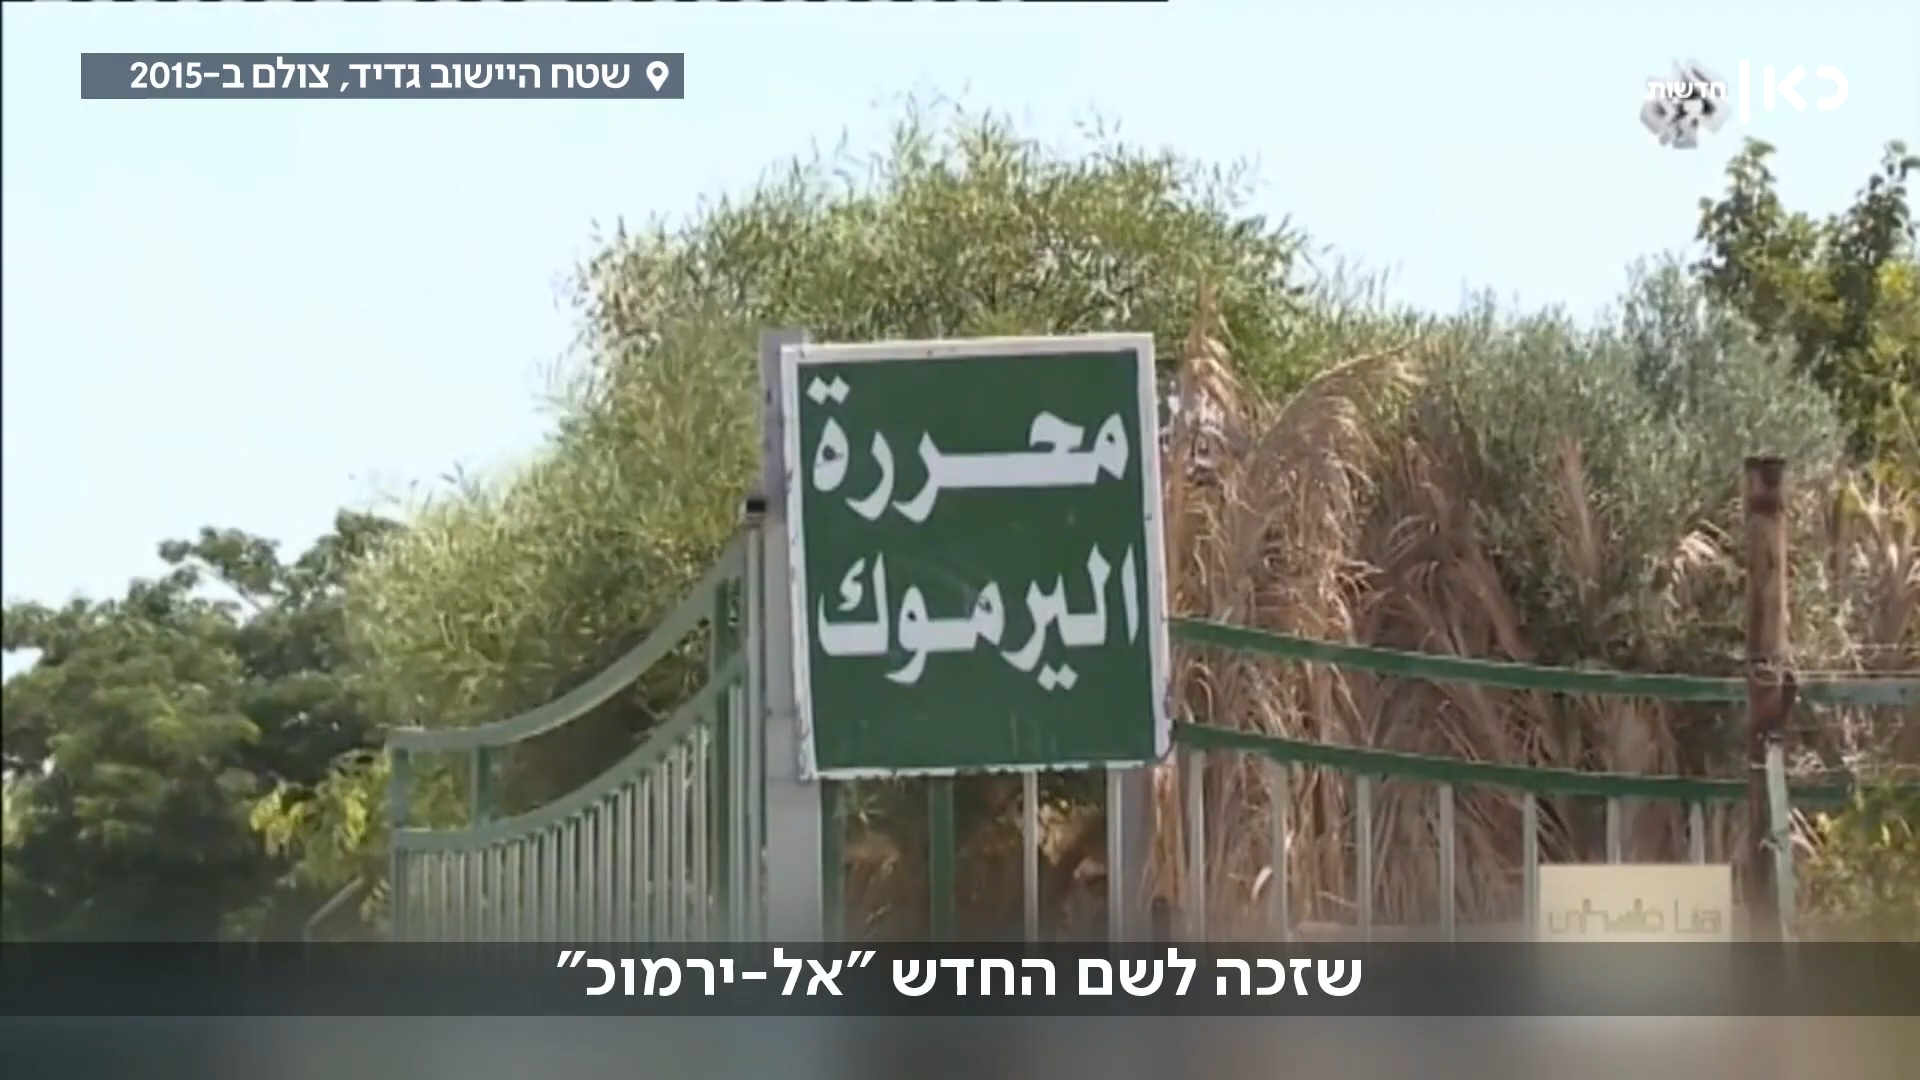 שטח היישוב גדיד, צולם ב-2015
כאן | חדשות
محررة
اليرموك
שזכה לשם החדש "אל-ירמוכ"